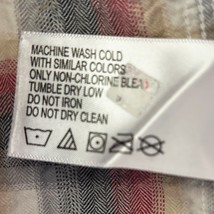 MACHINE WASH COLD
WITH SIMILAR COLORS
ONLY NON-CHLORINE BLEA
TUMBLE DRY LOW
DO NOT IRON
DO NOT DRY CLEAN